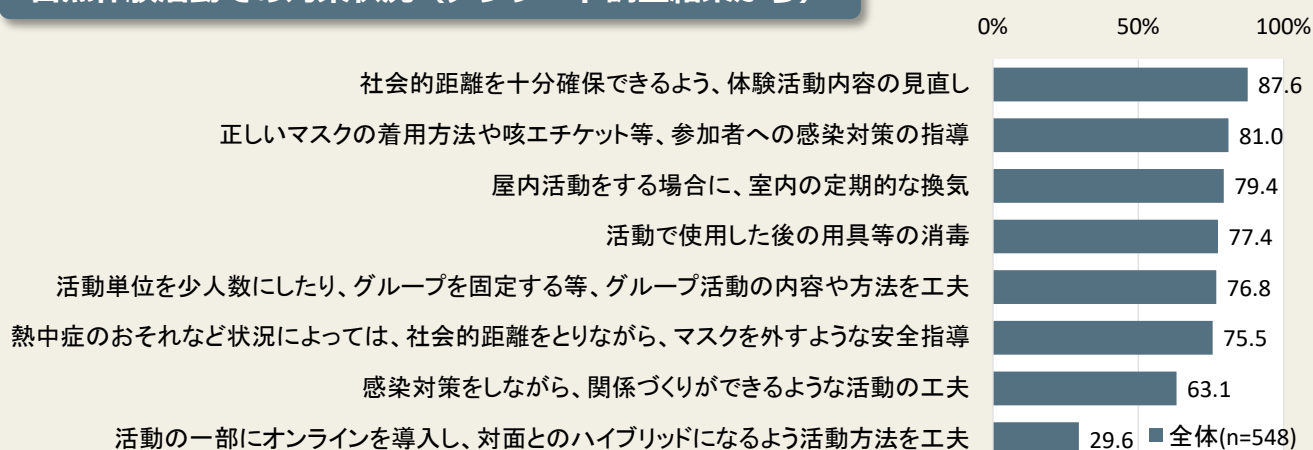 0% 50% 100%
社会的距離を十分確保できるよう、体験活動内容の見直し 87.6
正しいマスクの着用方法や咳エチケット等、参加者への感染対策の指導 81.0
屋内活動をする場合に、室内の定期的な換気 79.4
活動で使用した後の用具等の消毒 77.4
活動単位を少人数にしたり、グループを固定する等、グループ活動の内容や方法を工夫 76.8
熱中症のおそれなど状況によっては、社会的距離をとりながら、マスクを外すような安全指導 75.5
感染対策をしながら、関係づくりができるような活動の工夫 63.1
活動の一部にオンラインを導入し、対面とのハイブリッドになるよう活動方法を工夫 29.6 全体(n=548)